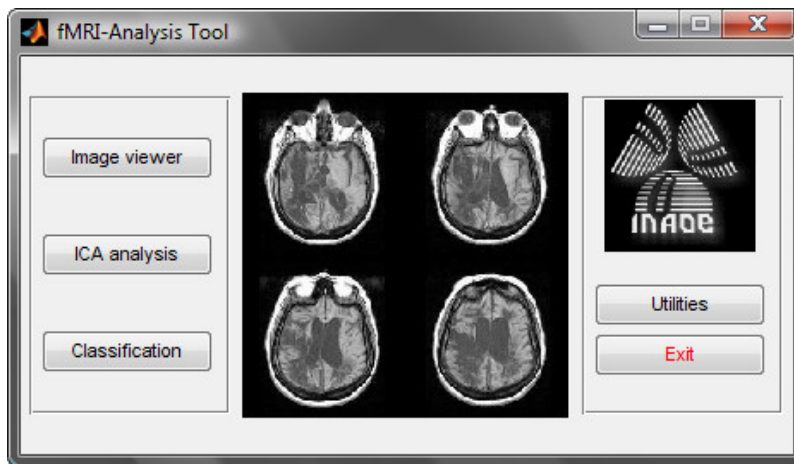 fMRI-Analysis Tool
Image viewer
ICA analysis
Classification
INAOE
Utilities
Exit